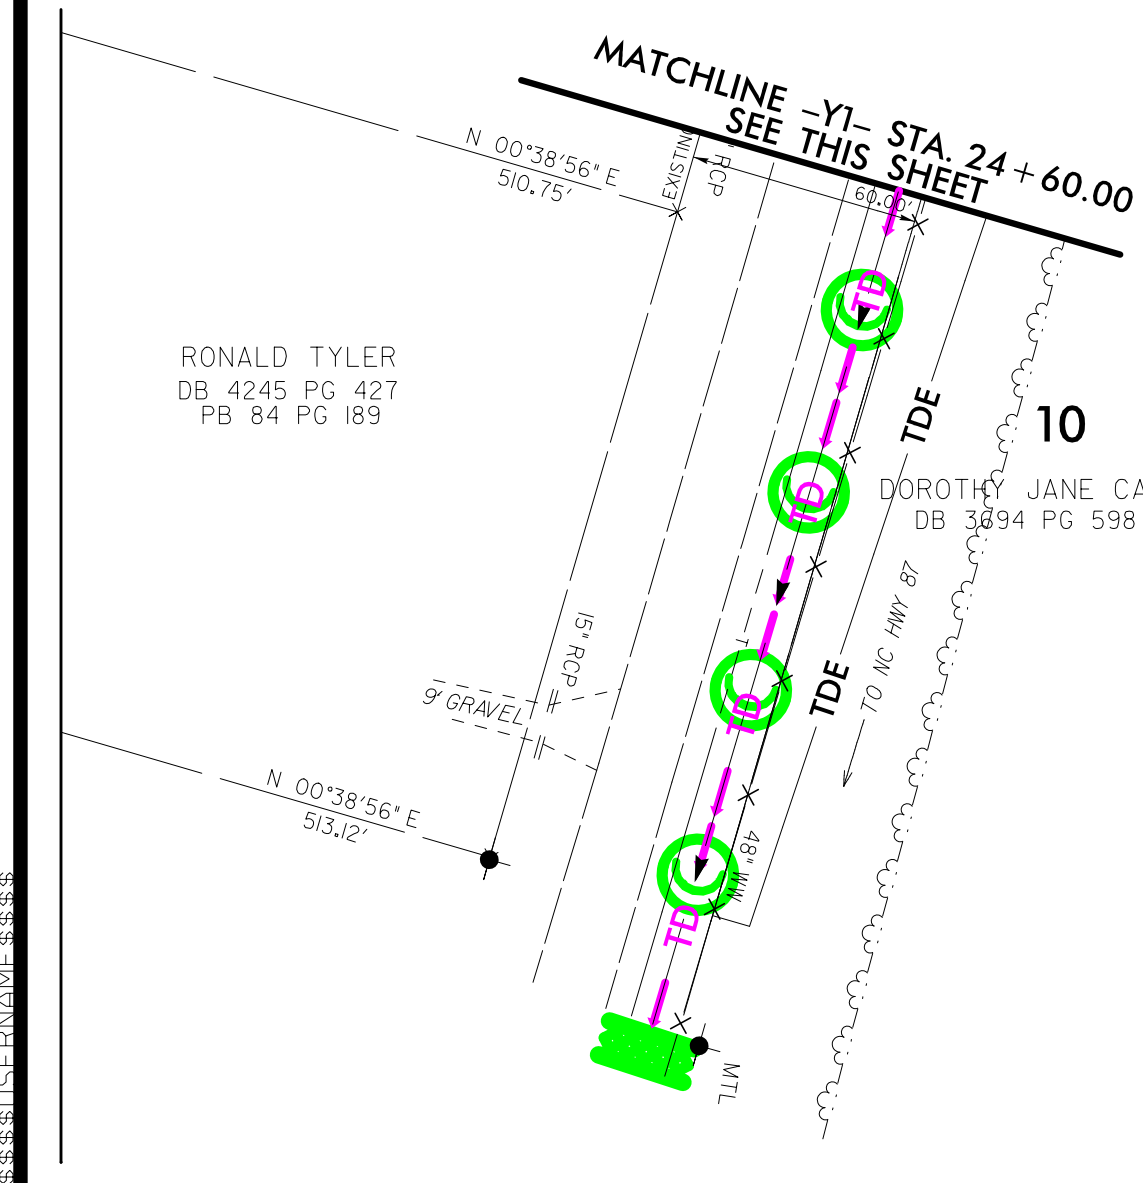 MATCHLINE -Y1- STA. 24+60.00
SEE THIS SHEET
N 00°38'56" E
510.75'
EXISTING
" RCP
60.00'
TD
RONALD TYLER
DB 4245 PG 427
PB 84 PG 189
TDE
10
DOROTHY JANE CA
DB 3694 PG 598
TD
TO NC HWY 87
15" RCP
T
9' GRAVEL
TDE
TD
N 00°38'56" E
513.12'
48" WW
TD
MTL
$$$$$USERNAME$$$$$